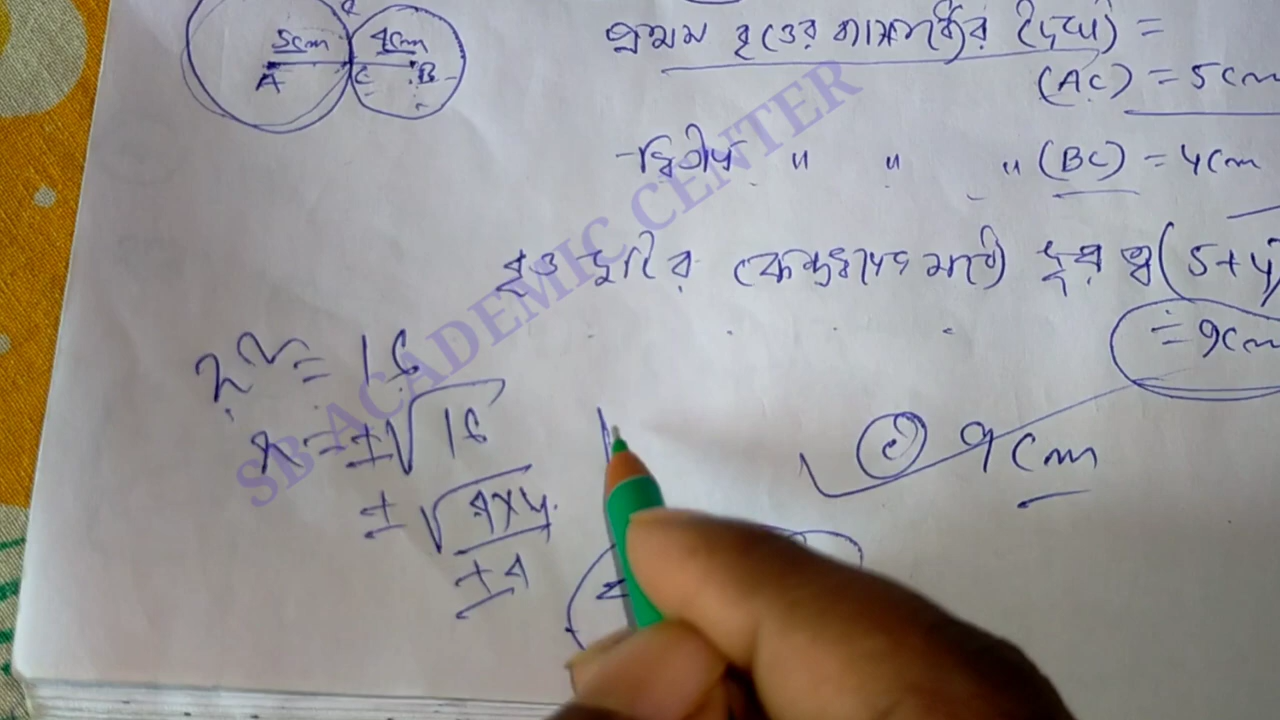 5cm 4cm
A C B
প্রথম বৃত্তের ব্যাসার্ধের দৈর্ঘ্য =
(AC) = 5cm
দ্বিতীয় " " " (BC) = 4cm
বৃত্ত দুটির কেন্দ্রদ্বয়ের মধ্যে দূরত্ব (5+4)
= 9cm
x² = 16
x = ±√16
±√4×4
±4
9cm
SB ACADEMIC CENTER